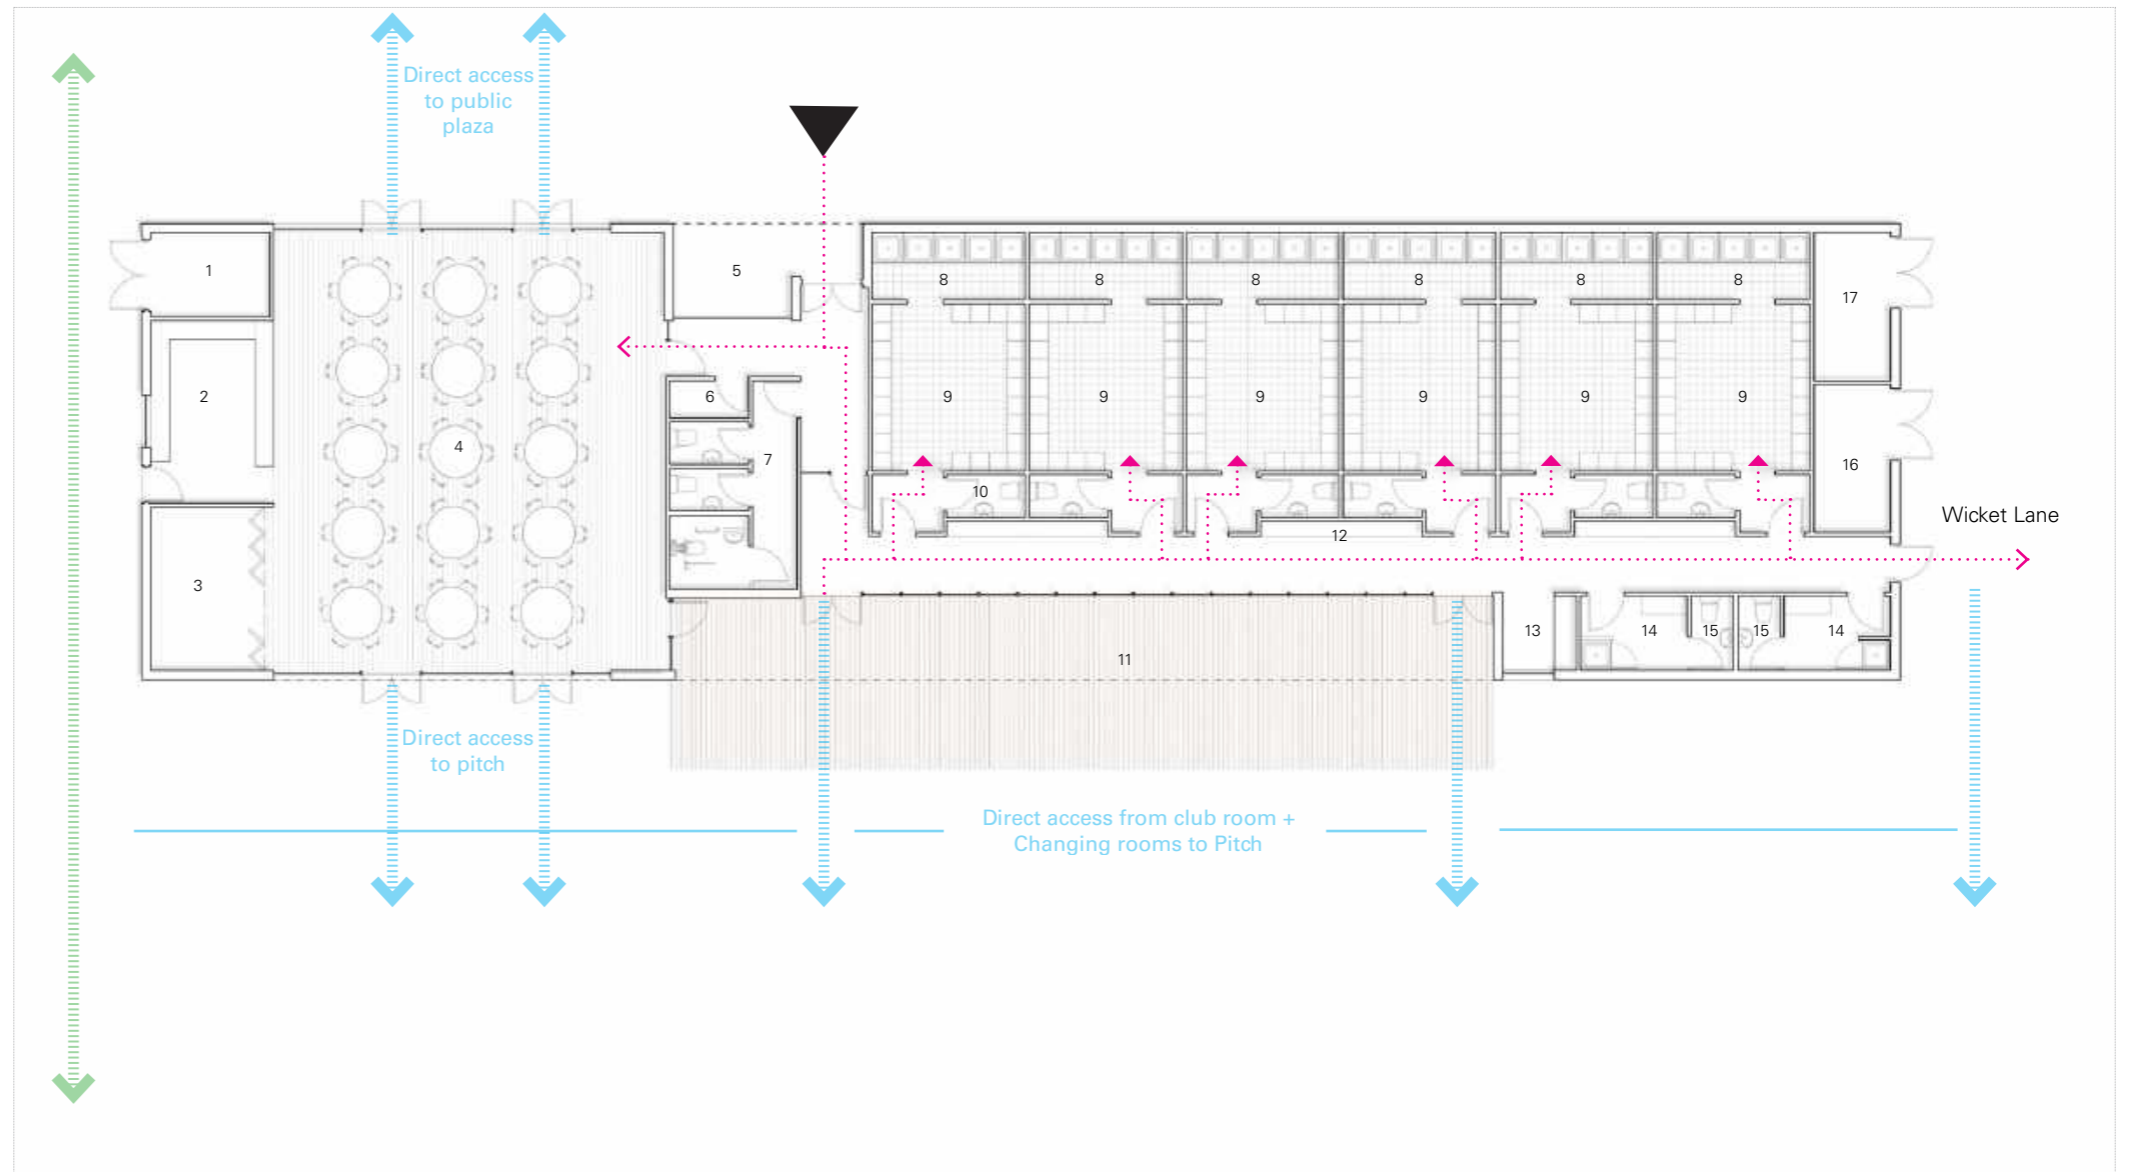 Direct access
to public
plaza
1
5
8 8 8 8 8 8
17
2
6
9 9 9 9 9 9
4
7
16
10
Wicket Lane
12
3
13
14
15
15
14
11
Direct access
to pitch
Direct access from club room +
Changing rooms to Pitch